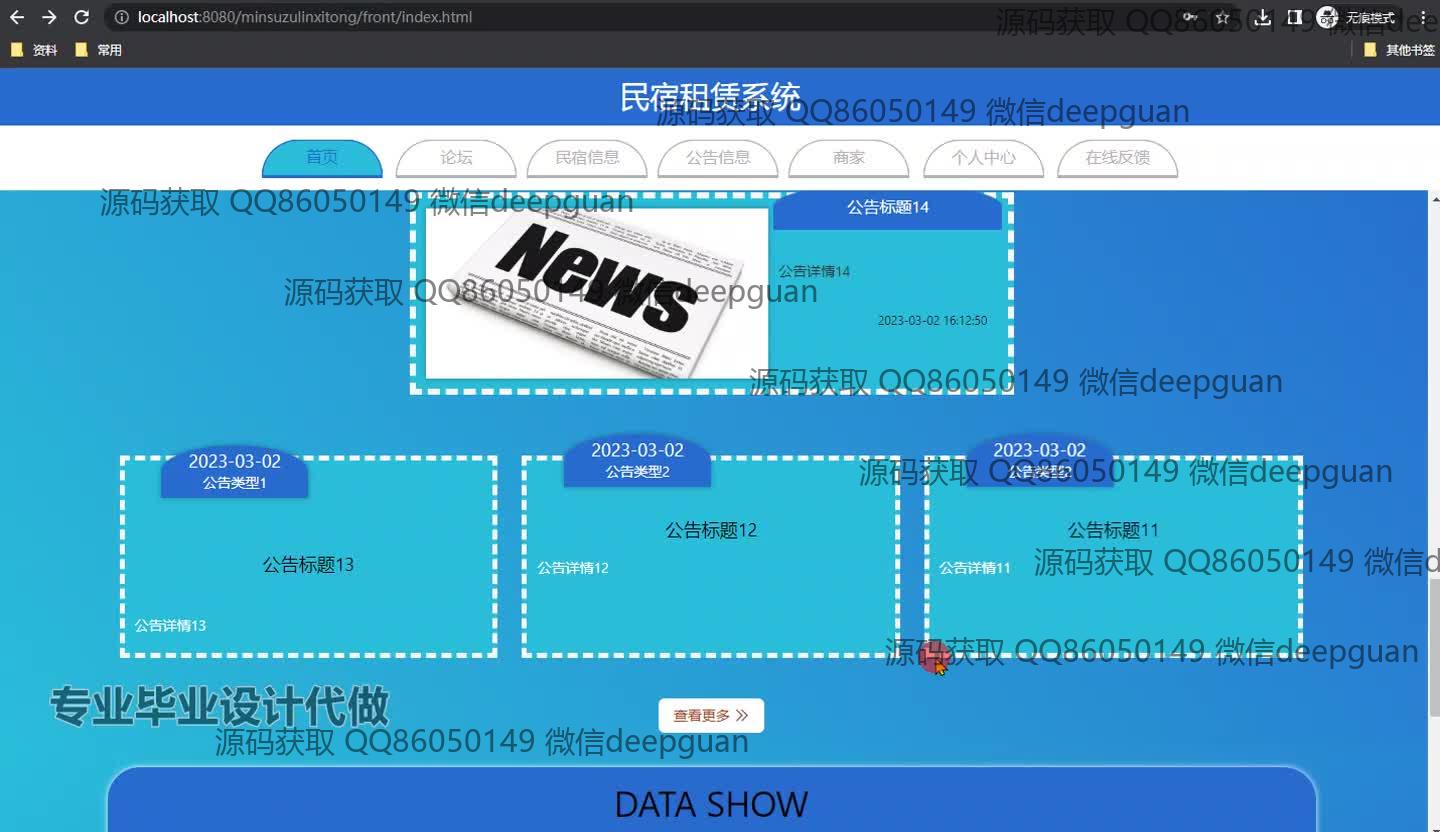 localhost:8080/minsuzulinxitong/front/index.html
无痕模式
源码获取 QQ86050149 微信deepguan
资料
常用
其他书签
民宿租赁系统
源码获取 QQ86050149 微信deepguan
首页
论坛
民宿信息
公告信息
商家
个人中心
在线反馈
源码获取 QQ86050149 微信deepguan
公告标题14
News
公告详情14
源码获取 QQ86050149 微信deepguan
2023-03-02 16:12:50
源码获取 QQ86050149 微信deepguan
2023-03-02
公告类型1
公告标题13
公告详情13
2023-03-02
公告类型2
公告标题12
公告详情12
2023-03-02
公告类型2
源码获取 QQ86050149 微信deepguan
公告标题11
公告详情11
源码获取 QQ86050149 微信d
源码获取 QQ86050149 微信deepguan
专业毕业设计代做
查看更多
源码获取 QQ86050149 微信deepguan
DATA SHOW